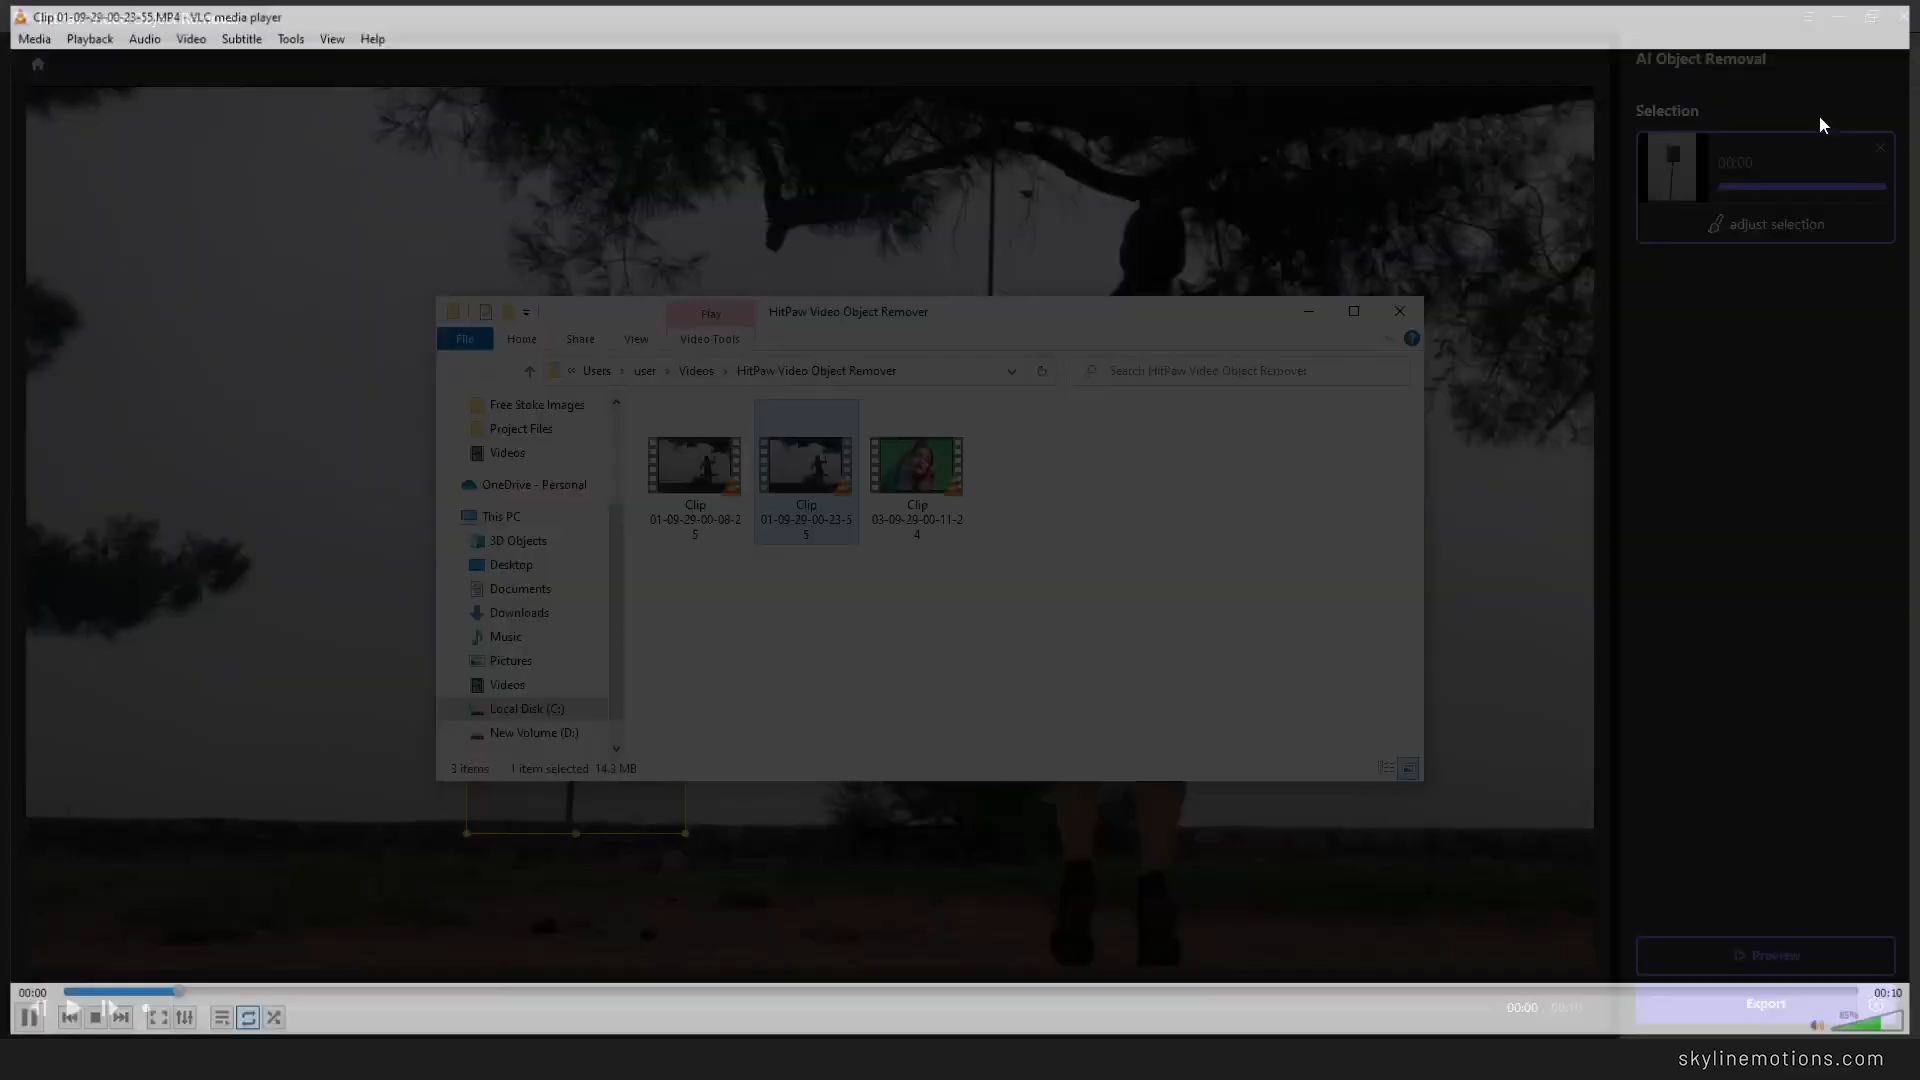 Clip 01-09-29-00-23-55.MP4 - VLC media player
Media Playback Audio Video Subtitle Tools View Help
AI Object Removal
Selection
00:00
adjust selection
Play HitPaw Video Object Remover
File Home Share View Video Tools
« Users › user › Videos › HitPaw Video Object Remover
Search HitPaw Video Object Remover
Free Stoke Images
Project Files
Videos
OneDrive - Personal
This PC
3D Objects
Desktop
Documents
Downloads
Music
Pictures
Videos
Local Disk (C:)
New Volume (D:)
Clip
01-09-29-00-08-2
5
Clip
01-09-29-00-23-5
5
Clip
03-09-29-00-11-2
4
3 items 1 item selected 14.3 MB
Preview
00:00
00:10
00:00 00:10
Export
85%
skylinemotions.com